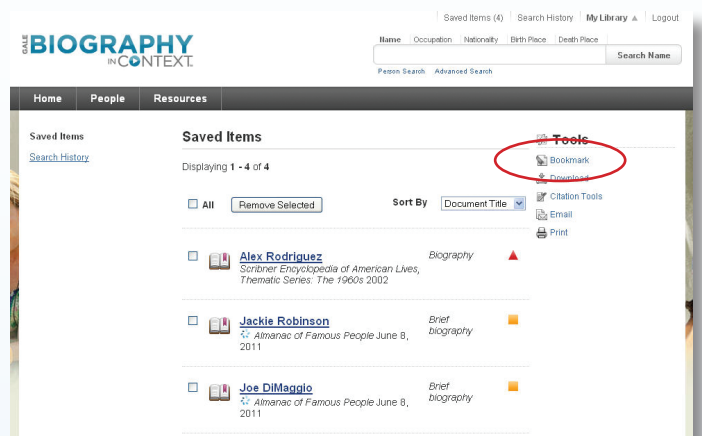 Saved Items (4) Search History My Library ▲ Logout
GALE
BIOGRAPHY
IN CONTEXT.
Name Occupation Nationality Birth Place Death Place
Search Name
Person Search Advanced Search
Home People Resources
Saved Items
Search History
Saved Items
Displaying 1 - 4 of 4
All Remove Selected Sort By Document Title
Alex Rodriguez Biography
Scribner Encyclopedia of American Lives,
Thematic Series: The 1960s 2002
Jackie Robinson Brief
biography
Almanac of Famous People June 8,
2011
Joe DiMaggio Brief
biography
Almanac of Famous People June 8,
2011
Tools
Bookmark
Download
Citation Tools
Email
Print